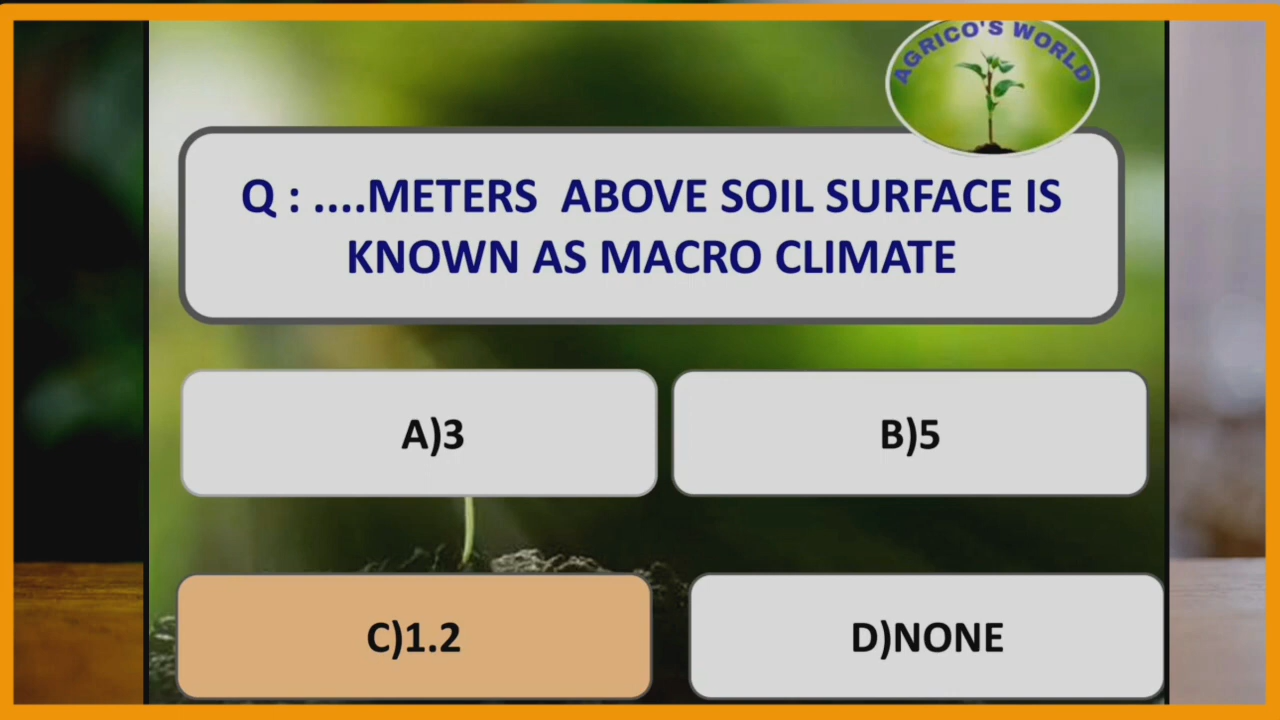 AGRICO'S WORLD
Q : ....METERS ABOVE SOIL SURFACE IS
KNOWN AS MACRO CLIMATE
A)3
B)5
C)1.2
D)NONE